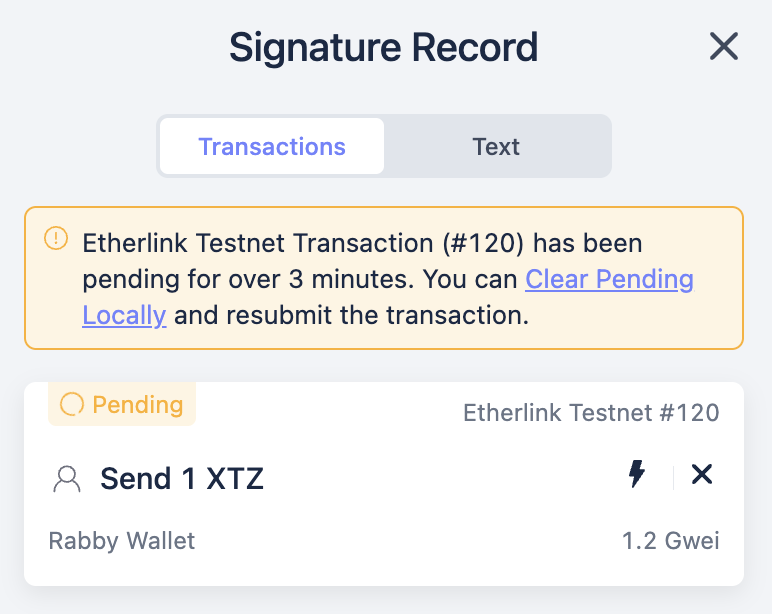 Signature Record
Transactions
Text
Etherlink Testnet Transaction (#120) has been
pending for over 3 minutes. You can Clear Pending
Locally and resubmit the transaction.
Pending
Etherlink Testnet #120
Send 1 XTZ
Rabby Wallet
1.2 Gwei